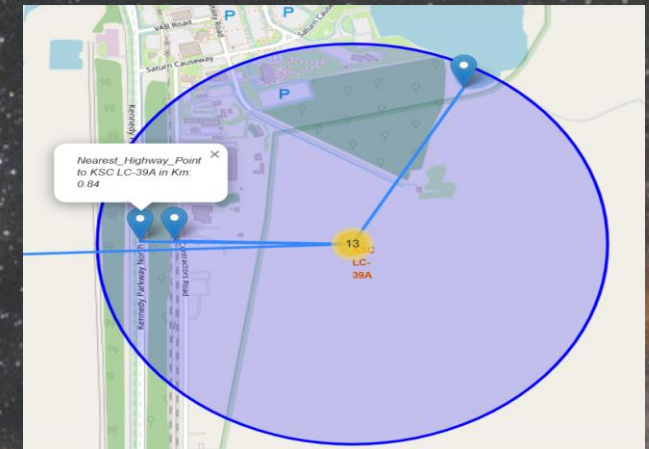 VAB Road
Saturn Causeway
P
P
P
Nearest_Highway_Point
to KSC LC-39A in Km:
0.84
Kennedy Parkway North
Contractors Road
13
KSC
LC-
39A